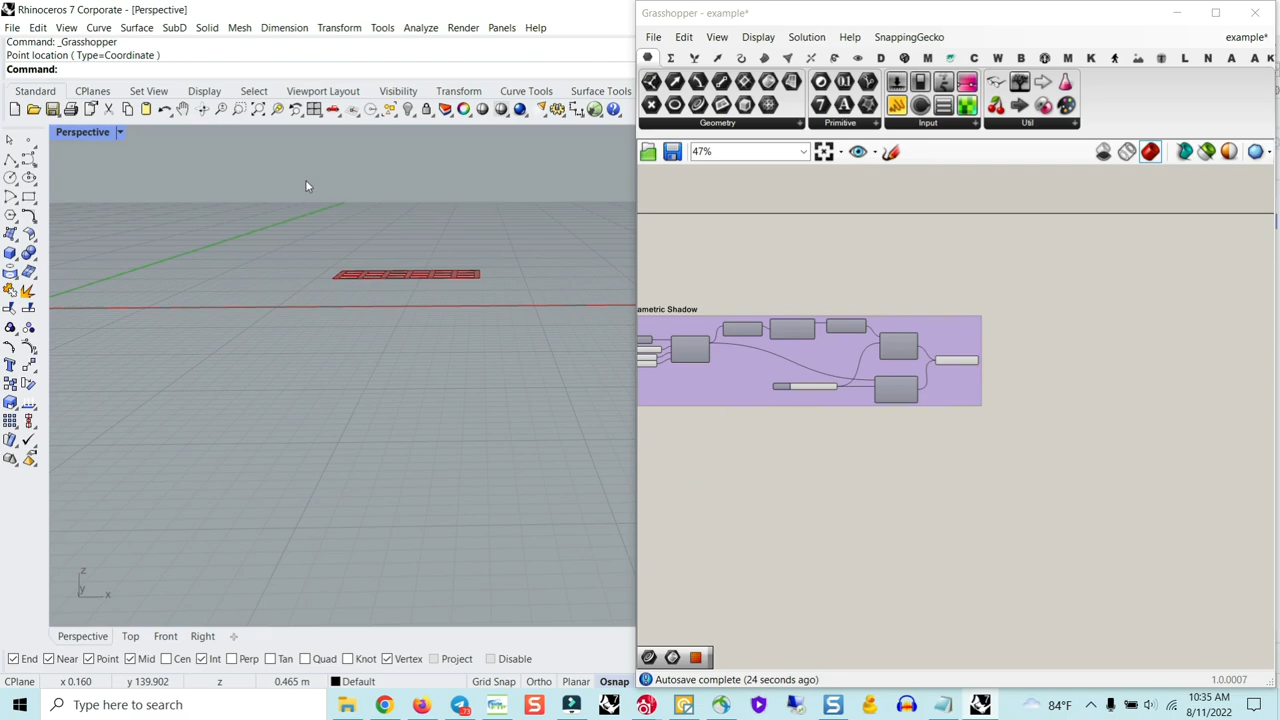 Rhinoceros 7 Corporate - [Perspective]
File Edit View Curve Surface SubD Solid Mesh Dimension Transform Tools Analyze Render Panels Help
Command: _Grasshopper
Point location ( Type=Coordinate )
Command:
Standard CPlanes Set View Display Select Viewport Layout Visibility Transform Curve Tools Surface Tools
Perspective
z
y
x
Perspective Top Front Right
End Near Point Mid Cen Int Perp Tan Quad Knot Vertex Project Disable
CPlane x 0.160 y 139.902 z 0.465 m Default Grid Snap Ortho Planar Osnap
Grasshopper - example*
File Edit View Display Solution Help SnappingGecko example*
D M C W B M K L N A A K
Geometry Primitive Input Util
47%
ametric Shadow
Autosave complete (24 seconds ago) 1.0.0007
Type here to search
84°F
10:35 AM
8/11/2022